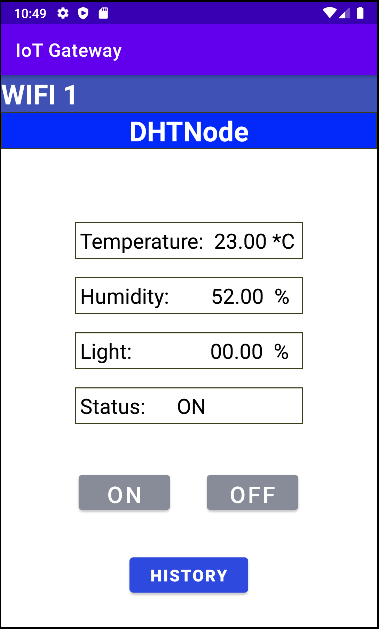 10:49
IoT Gateway
WIFI 1
DHTNode
Temperature: 23.00 *C
Humidity: 52.00 %
Light: 00.00 %
Status: ON
ON OFF
HISTORY